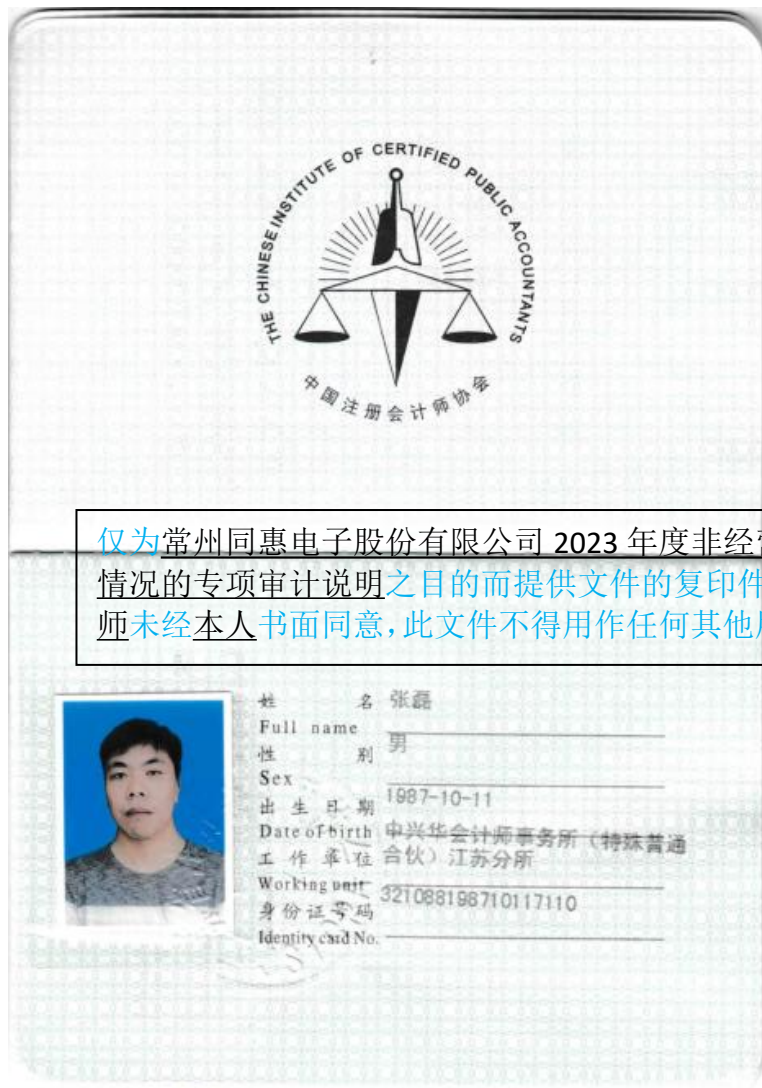 THE CHINESE INSTITUTE OF CERTIFIED PUBLIC ACCOUNTANTS
中国注册会计师协会
仅为常州同惠电子股份有限公司 2023 年度非经
情况的专项审计说明之目的而提供文件的复印件
师未经本人书面同意，此文件不得用作任何其他
姓 名 张磊
Full name
性 别 男
Sex
出生日期 1987-10-11
Date of birth 中兴华会计师事务所（特殊普通
工作单位 合伙）江苏分所
Working unit
身份证号码 321088198710117110
Identity card No.